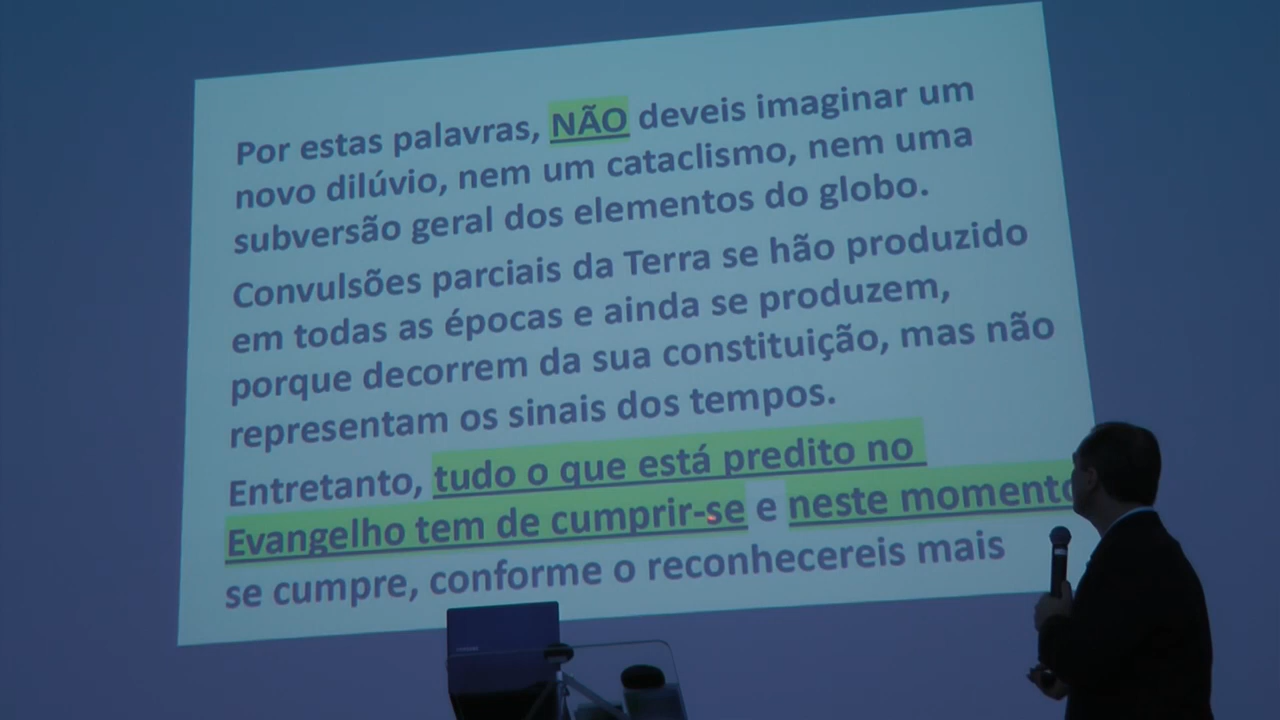 Por estas palavras, NÃO deveis imaginar um
novo dilúvio, nem um cataclismo, nem uma
subversão geral dos elementos do globo.
Convulsões parciais da Terra se hão produzido
em todas as épocas e ainda se produzem,
porque decorrem da sua constituição, mas não
representam os sinais dos tempos.
Entretanto, tudo o que está predito no
Evangelho tem de cumprir-se e neste momento
se cumpre, conforme o reconhecereis mais